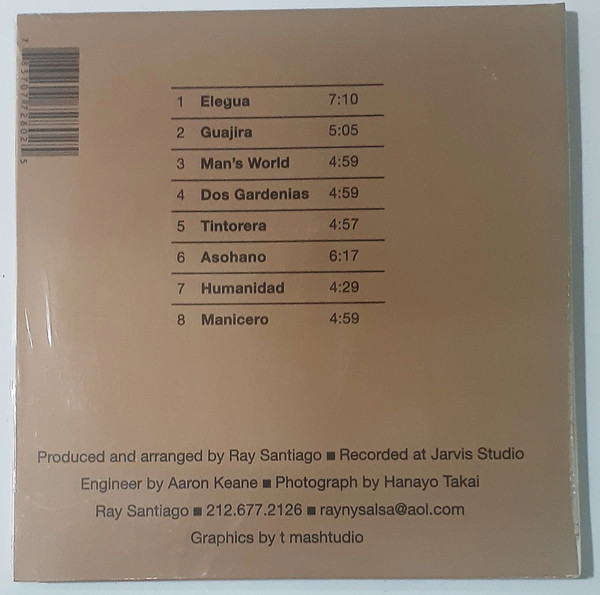 1 Elegua 7:10
2 Guajira 5:05
3 Man's World 4:59
4 Dos Gardenias 4:59
5 Tintorera 4:57
6 Asohano 6:17
7 Humanidad 4:29
8 Manicero 4:59
Produced and arranged by Ray Santiago ■ Recorded at Jarvis Studio
Engineer by Aaron Keane ■ Photograph by Hanayo Takai
Ray Santiago ■ 212.677.2126 ■ raynysalsa@aol.com
Graphics by t mashtudio